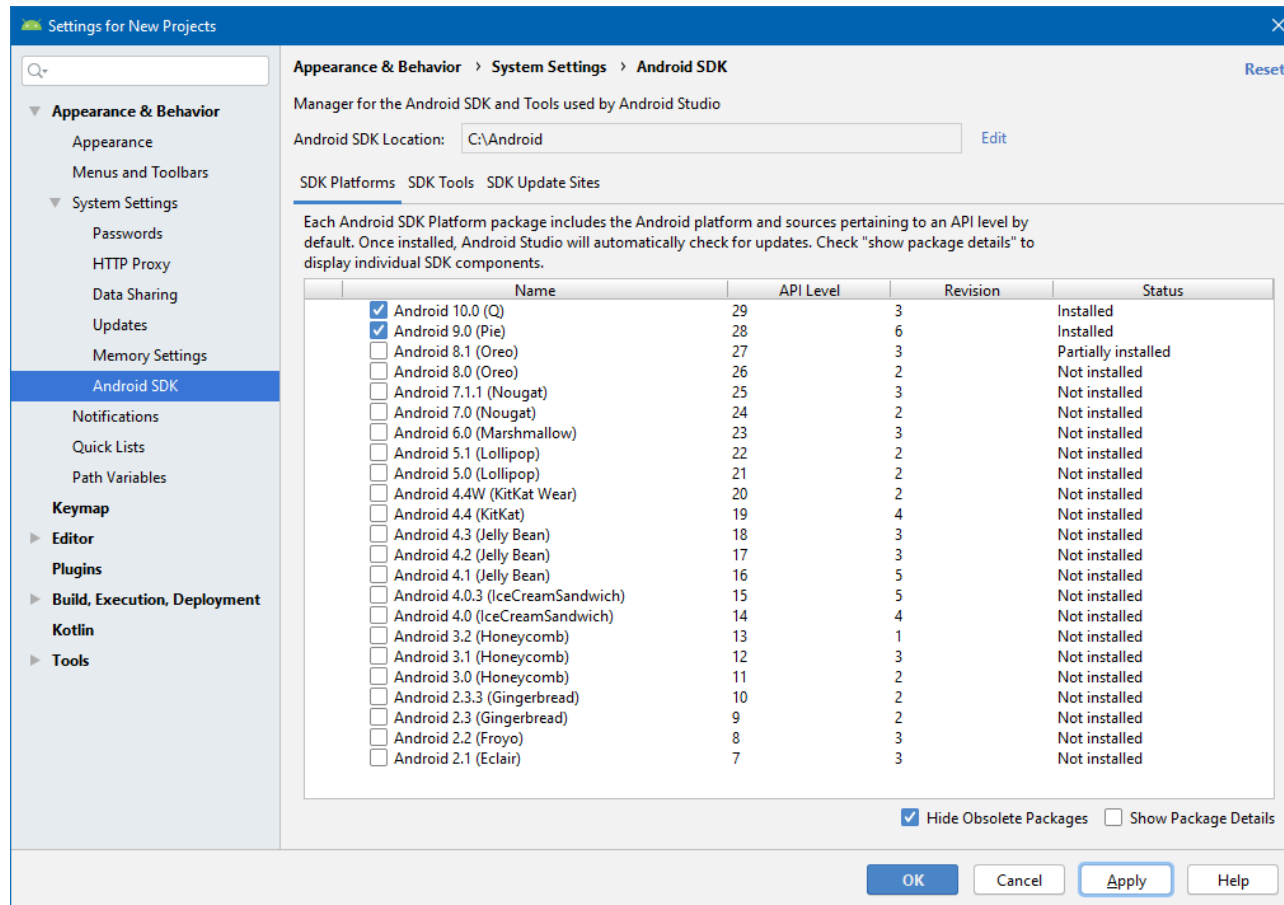 Settings for New Projects
Appearance & Behavior
Appearance
Menus and Toolbars
System Settings
Passwords
HTTP Proxy
Data Sharing
Updates
Memory Settings
Android SDK
Notifications
Quick Lists
Path Variables
Keymap
Editor
Plugins
Build, Execution, Deployment
Kotlin
Tools
Appearance & Behavior › System Settings › Android SDK Reset
Manager for the Android SDK and Tools used by Android Studio
Android SDK Location: C:\Android Edit
SDK Platforms SDK Tools SDK Update Sites
Each Android SDK Platform package includes the Android platform and sources pertaining to an API level by
default. Once installed, Android Studio will automatically check for updates. Check "show package details" to
display individual SDK components.
Name API Level Revision Status
Android 10.0 (Q) 29 3 Installed
Android 9.0 (Pie) 28 6 Installed
Android 8.1 (Oreo) 27 3 Partially installed
Android 8.0 (Oreo) 26 2 Not installed
Android 7.1.1 (Nougat) 25 3 Not installed
Android 7.0 (Nougat) 24 2 Not installed
Android 6.0 (Marshmallow) 23 3 Not installed
Android 5.1 (Lollipop) 22 2 Not installed
Android 5.0 (Lollipop) 21 2 Not installed
Android 4.4W (KitKat Wear) 20 2 Not installed
Android 4.4 (KitKat) 19 4 Not installed
Android 4.3 (Jelly Bean) 18 3 Not installed
Android 4.2 (Jelly Bean) 17 3 Not installed
Android 4.1 (Jelly Bean) 16 5 Not installed
Android 4.0.3 (IceCreamSandwich) 15 5 Not installed
Android 4.0 (IceCreamSandwich) 14 4 Not installed
Android 3.2 (Honeycomb) 13 1 Not installed
Android 3.1 (Honeycomb) 12 3 Not installed
Android 3.0 (Honeycomb) 11 2 Not installed
Android 2.3.3 (Gingerbread) 10 2 Not installed
Android 2.3 (Gingerbread) 9 2 Not installed
Android 2.2 (Froyo) 8 3 Not installed
Android 2.1 (Eclair) 7 3 Not installed
Hide Obsolete Packages Show Package Details
OK Cancel Apply Help